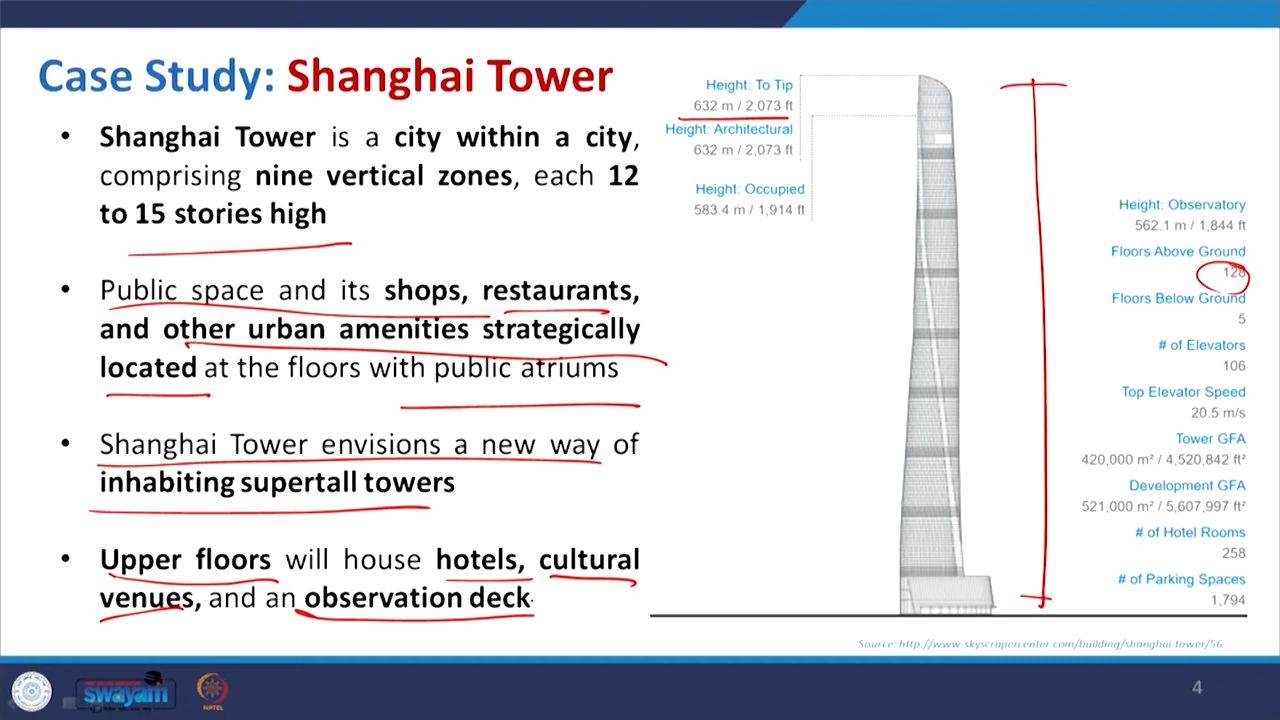 Case Study: Shanghai Tower
• Shanghai Tower is a city within a city,
comprising nine vertical zones, each 12
to 15 stories high
• Public space and its shops, restaurants,
and other urban amenities strategically
located at the floors with public atriums
• Shanghai Tower envisions a new way of
inhabiting supertall towers
• Upper floors will house hotels, cultural
venues, and an observation deck
Height: To Tip
632 m / 2,073 ft
Height: Architectural
632 m / 2,073 ft
Height: Occupied
583.4 m / 1,914 ft
Height: Observatory
562.1 m / 1,844 ft
Floors Above Ground
128
Floors Below Ground
5
# of Elevators
106
Top Elevator Speed
20.5 m/s
Tower GFA
420,000 m² / 4,520,842 ft²
Development GFA
521,000 m² / 5,607,997 ft²
# of Hotel Rooms
258
# of Parking Spaces
1,794
Source: http://www.skyscrapercenter.com/building/shanghai-tower/56
swayam
NPTEL
4